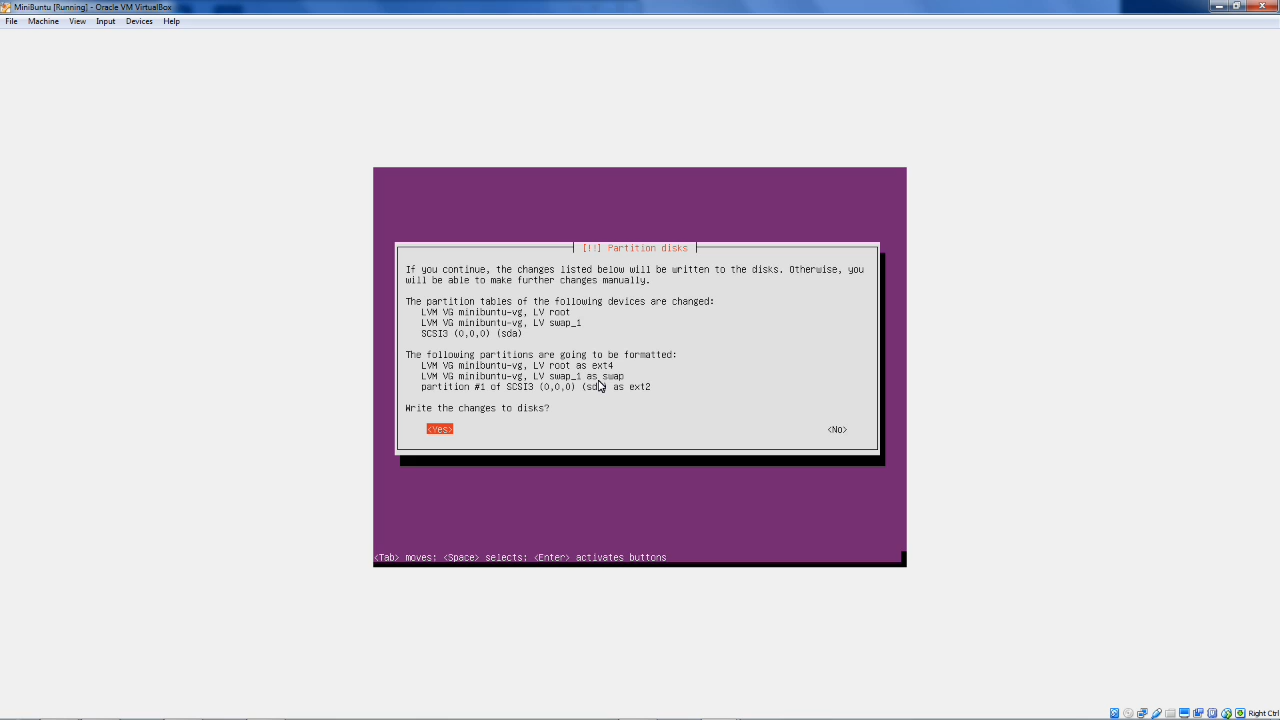 MiniBuntu [Running] - Oracle VM VirtualBox
File Machine View Input Devices Help
[!!] Partition disks
If you continue, the changes listed below will be written to the disks. Otherwise, you
will be able to make further changes manually.
The partition tables of the following devices are changed:
LVM VG minibuntu-vg, LV root
LVM VG minibuntu-vg, LV swap_1
SCSI3 (0,0,0) (sda)
The following partitions are going to be formatted:
LVM VG minibuntu-vg, LV root as ext4
LVM VG minibuntu-vg, LV swap_1 as swap
partition #1 of SCSI3 (0,0,0) (sda) as ext2
Write the changes to disks?
<Yes> <No>
<Tab> moves; <Space> selects; <Enter> activates buttons
Right Ctrl